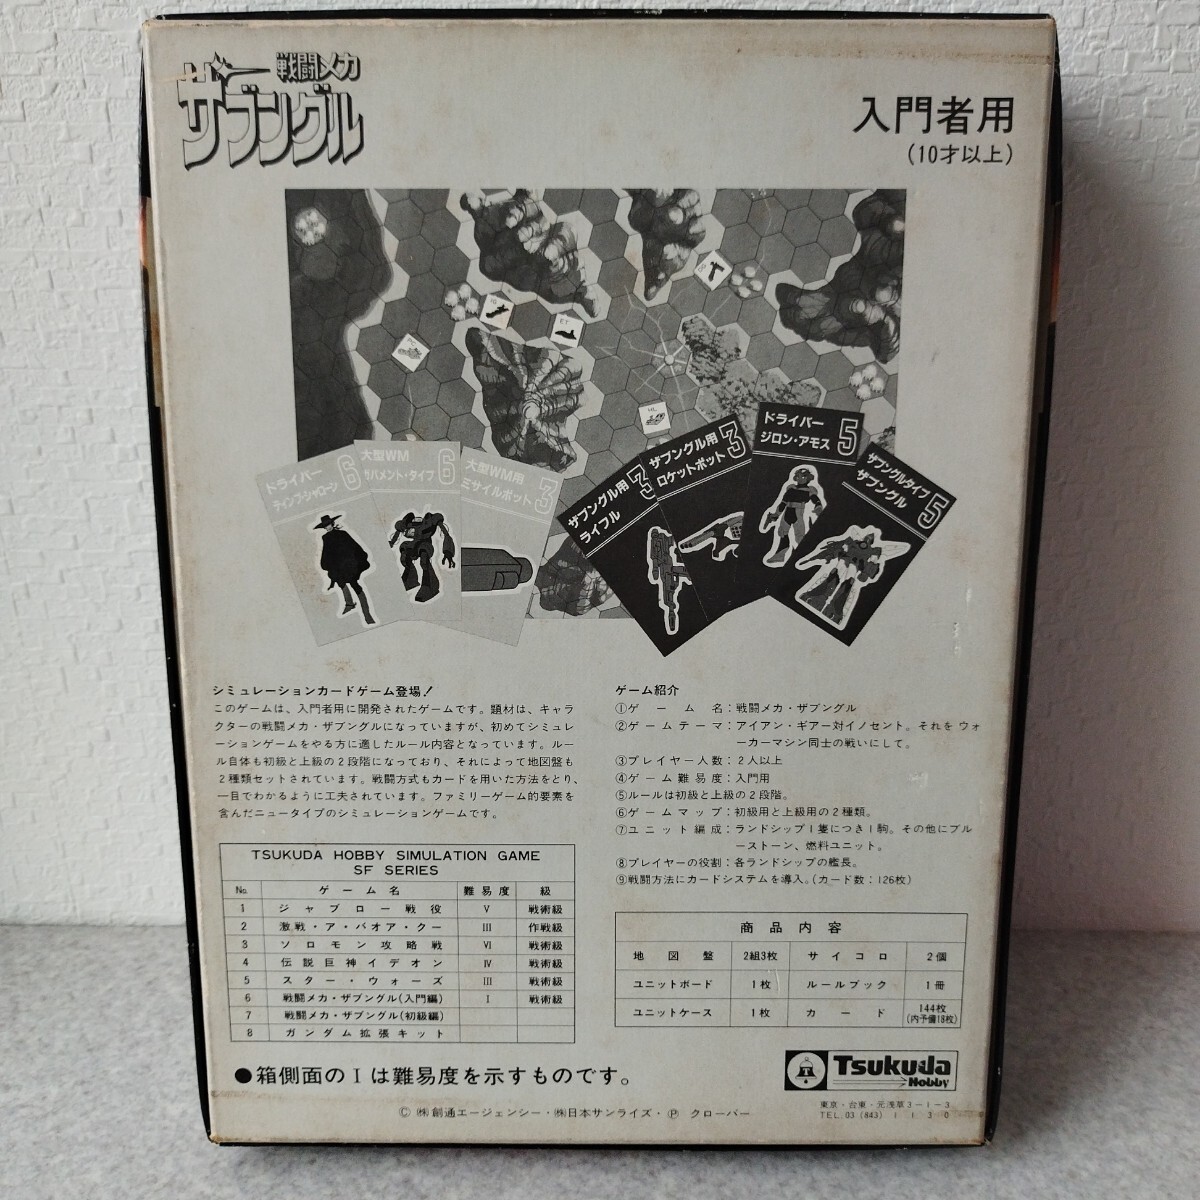 戦闘メカ
ザブングル
入門者用
(10才以上)
ドライバー
ティンプ・シャローン
6
大型WM
ガバメント・タイプ
6
大型WM用
ミサイルポット
3
ザブングル用
ライフル
3
ザブングル用
ロケットポット
3
ドライバー
ジロン・アモス
5
ザブングルタイプ
ザブングル
5
シミュレーションカードゲーム登場!
このゲームは、入門者用に開発されたゲームです。題材は、キャラ
クターの戦闘メカ・ザブングルになっていますが、初めてシミュレ
ーションゲームをやる方に適したルール内容となっています。ルー
ル自体も初級と上級の2段階になっており、それによって地図盤も
2種類セットされています。戦闘方式もカードを用いた方法をとり、
一目でわかるように工夫されています。ファミリーゲーム的要素を
含んだニュータイプのシミュレーションゲームです。
TSUKUDA HOBBY SIMULATION GAME
SF SERIES
No. ゲーム名 難易度 級
1 ジャブロー戦役 V 戦術級
2 激戦・ア・バオア・クー III 作戦級
3 ソロモン攻略戦 VI 戦術級
4 伝説巨神イデオン IV 戦術級
5 スター・ウォーズ III 戦術級
6 戦闘メカ・ザブングル(入門編) I 戦術級
7 戦闘メカ・ザブングル(初級編)
8 ガンダム拡張キット
ゲーム紹介
①ゲーム名:戦闘メカ・ザブングル
②ゲームテーマ:アイアン・ギアー対イノセント。それをウォ
ーカーマシン同士の戦いにして。
③プレイヤー人数:2人以上
④ゲーム難易度:入門用
⑤ルールは初級と上級の2段階。
⑥ゲームマップ:初級用と上級用の2種類。
⑦ユニット編成:ランドシップ1隻につき1駒。その他にブル
ーストーン、燃料ユニット。
⑧プレイヤーの役割:各ランドシップの艦長。
⑨戦闘方法にカードシステムを導入。(カード数:126枚)
商品内容
地図盤 2組3枚 サイコロ 2個
ユニットボード 1枚 ルールブック 1冊
ユニットケース 1枚 カード 144枚
(内予備18枚)
●箱側面のIは難易度を示すものです。
Tsukuda
Hobby
© ㈱創通エージェンシー・㈱日本サンライズ・Ⓟ クローバー
東京・台東・元浅草3-1-3
TEL.03 (843) 1130